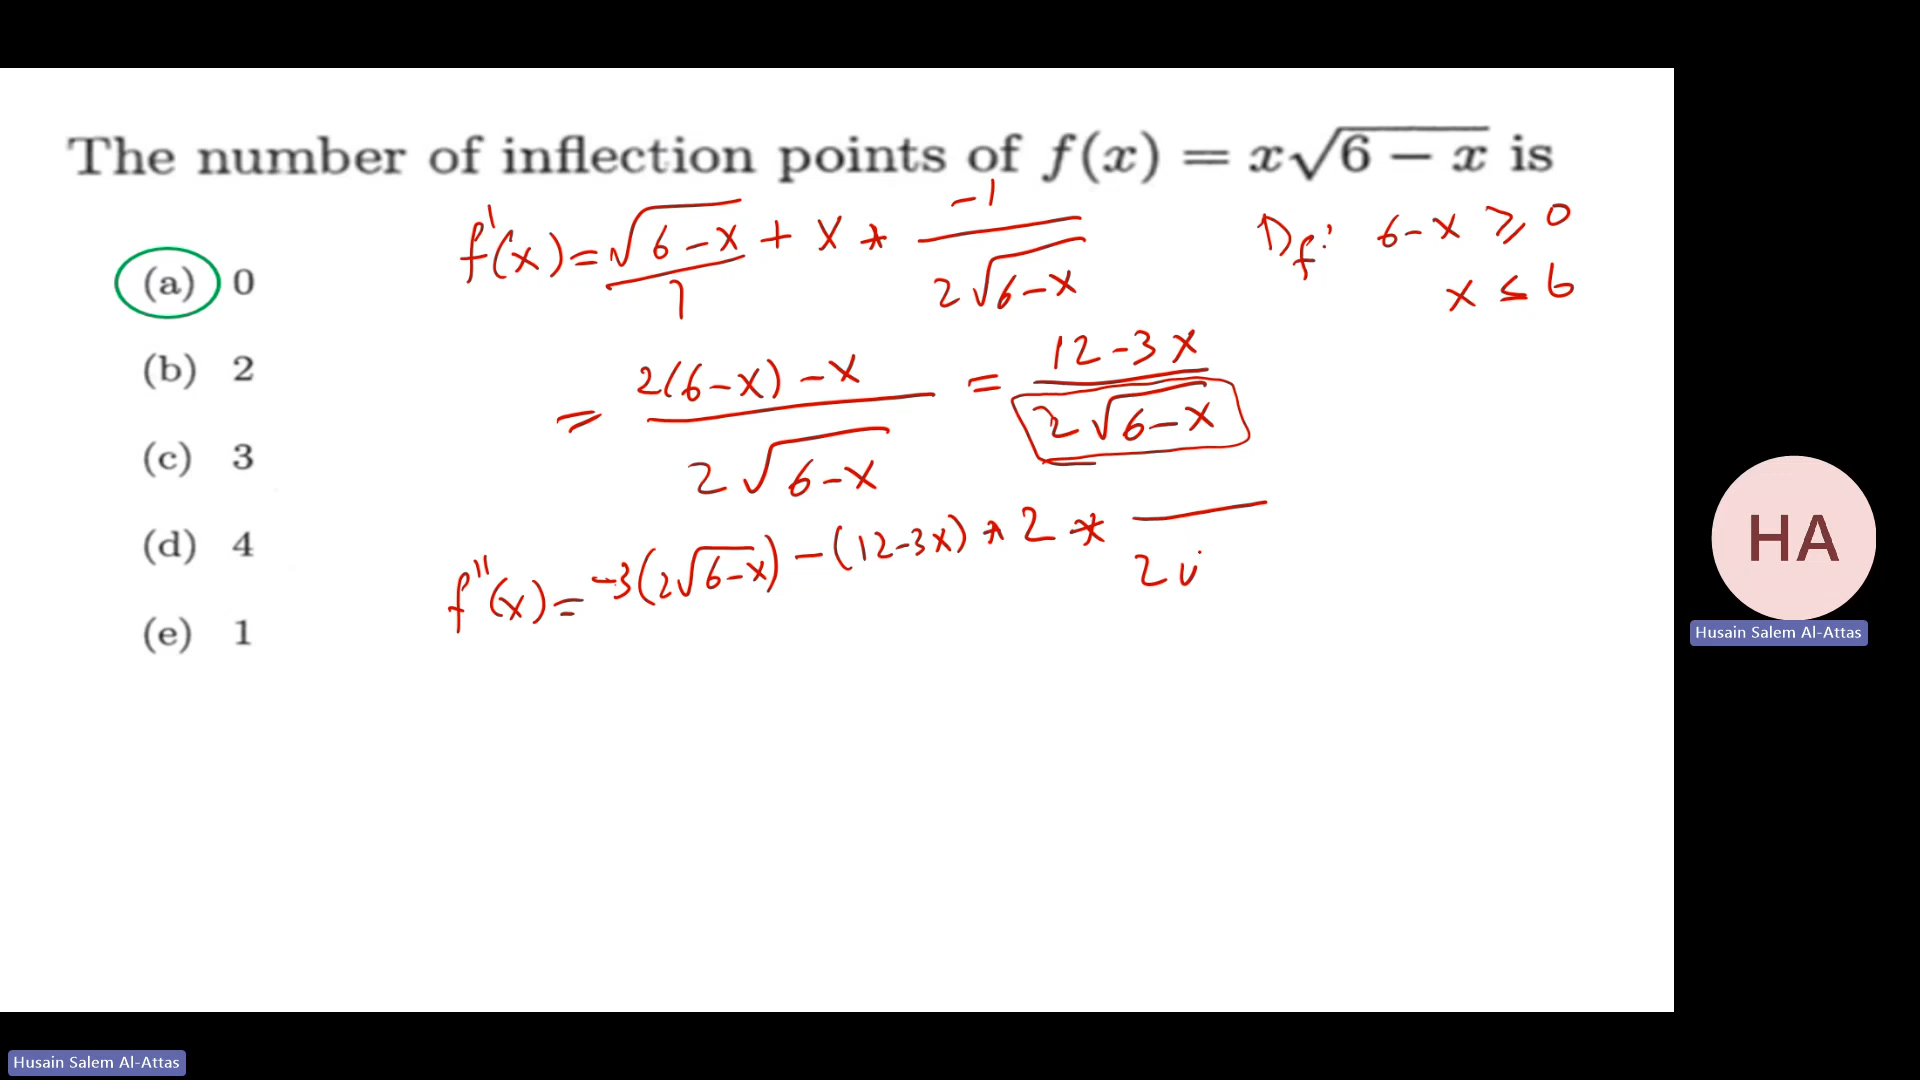 The number of inflection points of f(x) = x√6 − x is
(a) 0
(b) 2
(c) 3
(d) 4
(e) 1
f'(x) = √6-x / 1 + x * -1 / 2√6-x
Df: 6-x ≥ 0
x ≤ 6
= 2(6-x) -x / 2√6-x = 12-3x / 2√6-x
f''(x) = -3(2√6-x) - (12-3x) * 2 * / 2
HA
Husain Salem Al-Attas
Husain Salem Al-Attas